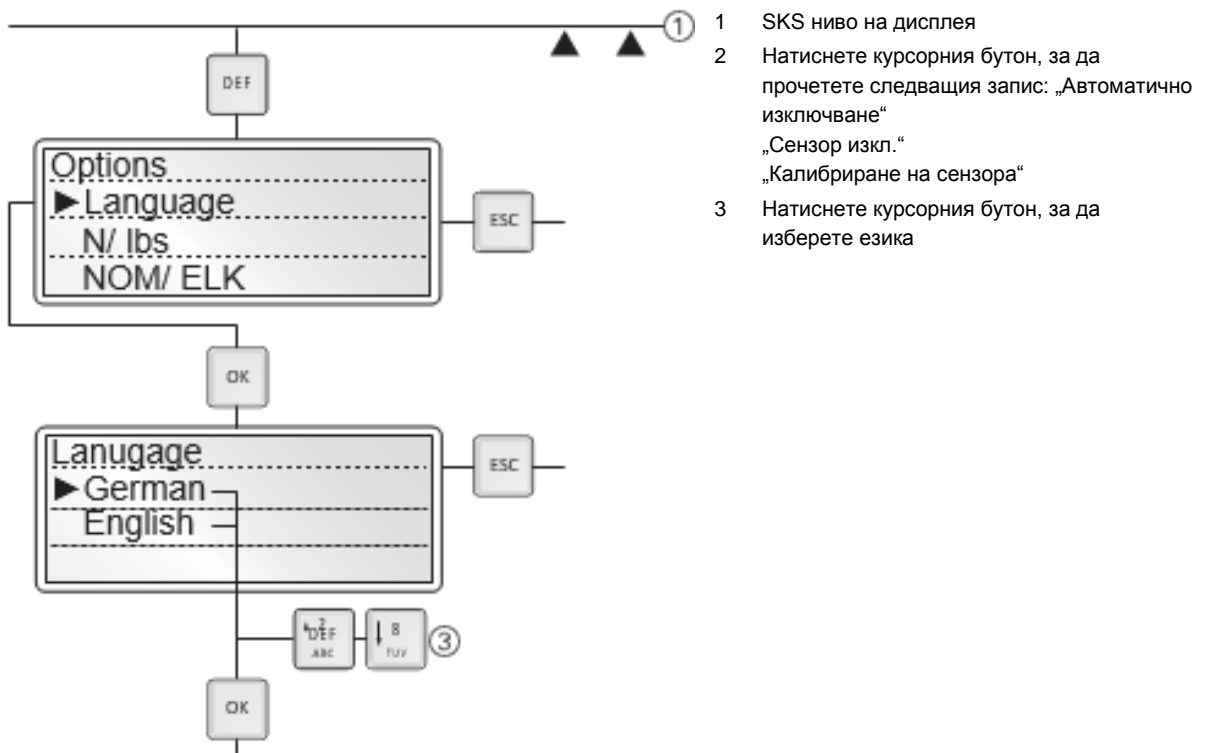 ①
1 SKS ниво на дисплея
2 Натиснете курсорния бутон, за да
прочетете следващия запис: „Автоматично
изключване“
„Сензор изкл.“
„Калибриране на сензора“
3 Натиснете курсорния бутон, за да
изберете езика
DEF
Options
►Language
N/ lbs
NOM/ ELK
ESC
OK
Lanugage
►German
English
ESC
2
DEF
ABC
↓ 8
TUV
③
OK